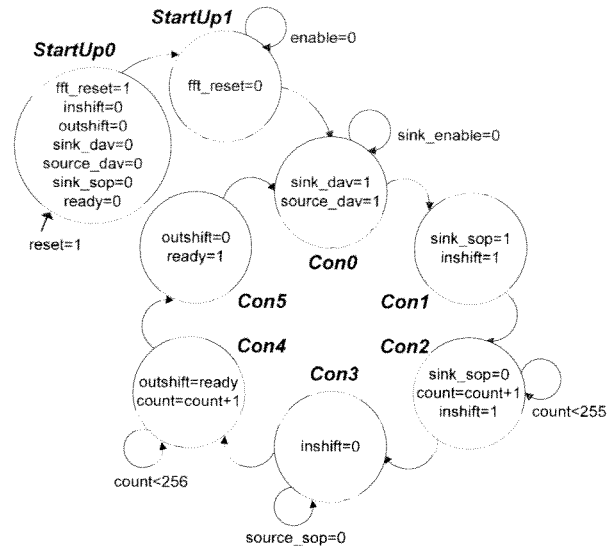 StartUp1
enable=0
StartUp0
fft_reset=1
inshift=0
outshift=0
sink_dav=0
source_dav=0
sink_sop=0
ready=0
fft_reset=0
sink_enable=0
reset=1
sink_dav=1
source_dav=1
Con0
outshift=0
ready=1
Con5
sink_sop=1
inshift=1
Con1
Con4
outshift=ready
count=count+1
count<256
Con3
inshift=0
source_sop=0
Con2
sink_sop=0
count=count+1
inshift=1
count<255